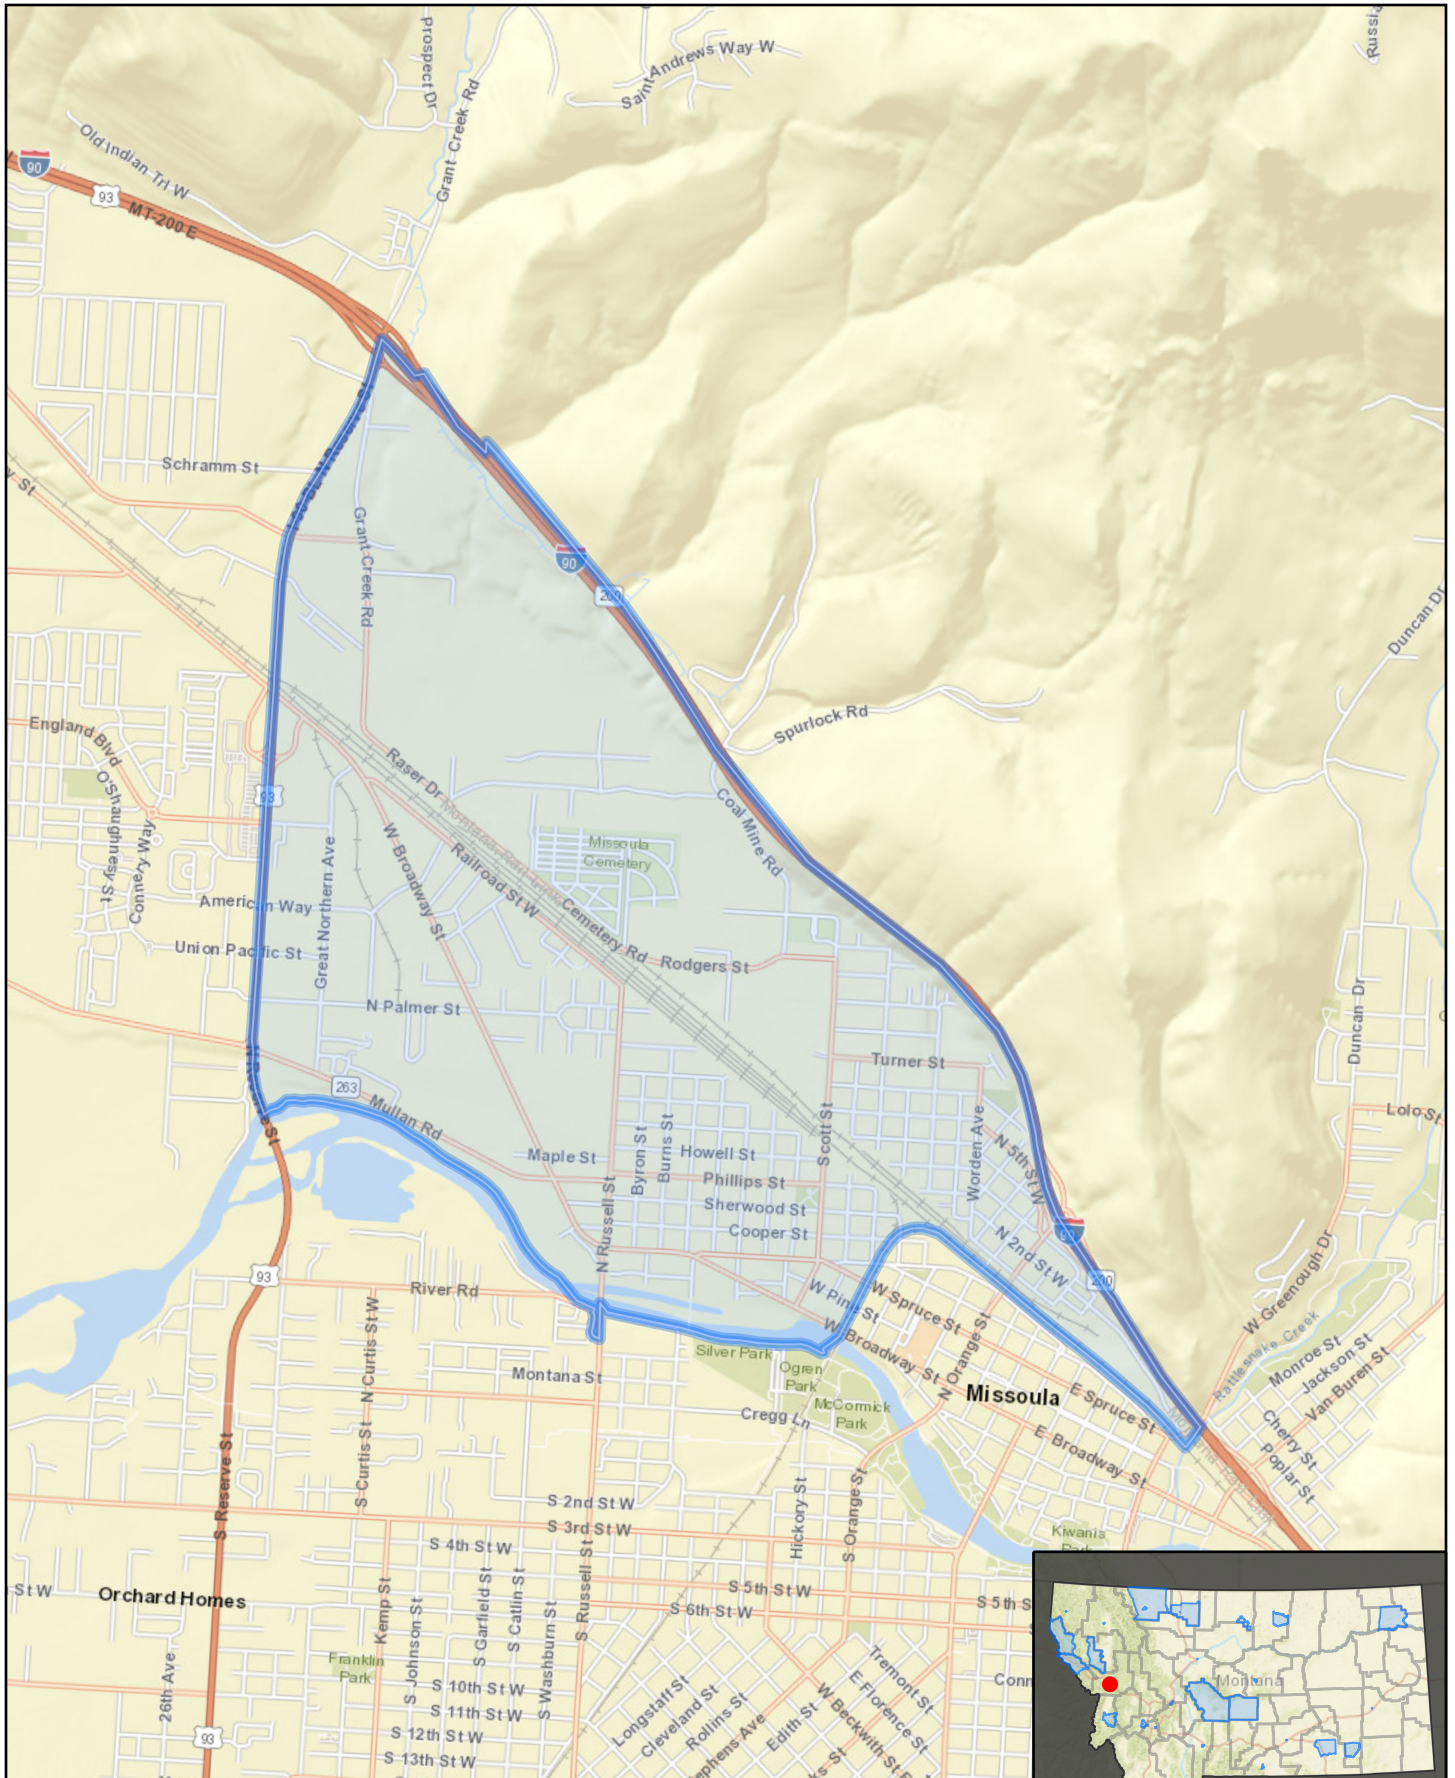 Prospect Dr
Saint Andrews Way W
Grant Creek Rd
Old Indian Trl W
90
93
MT-200 E
Schramm St
Grant Creek Rd
90
200
Duncan Dr
Spurlock Rd
England Blvd
O'Shaughnesy St
Connery Way
93
Raser Dr
Coal Mine Rd
Missoula
Cemetery
W Broadway St
Railroad St W
Great Northern Ave
American Way
Union Pacific St
Cemetery Rd
Rodgers St
N Palmer St
Duncan Dr
Turner St
263
Mullan Rd
Lolo St
Scott St
Worden Ave
N 5th St W
Byron St
Burns St
Howell St
Maple St
Phillips St
Sherwood St
Cooper St
N Russell St
N 2nd St W
90
200
93
River Rd
W Pine St
W Spruce St
W Broadway St
N Orange St
W Greenough Dr
Rattlesnake Creek
Monroe St
Jackson St
Van Buren St
Silver Park
Ogren
Park
McCormick
Park
Missoula
E Spruce St
E Broadway St
Cherry St
Poplar St
N Curtis St W
S Curtis St
Montana St
Cregg Ln
S Reserve St
S 2nd St W
S 3rd St W
S 4th St W
Hickory St
S Orange St
Kiwanis
Park
St W
Orchard Homes
Kemp St
S Johnson St
S Garfield St
S Catlin St
S Washburn St
S Russell St
S 5th St W
S 6th St W
S 5th S
Franklin
Park
26th Ave
S 10th St W
S 11th St W
S 12th St W
S 13th St W
93
Longstaff St
Cleveland St
Rollins St
Edith St
Tremont St
E Florence St
W Beckwith St
Montana